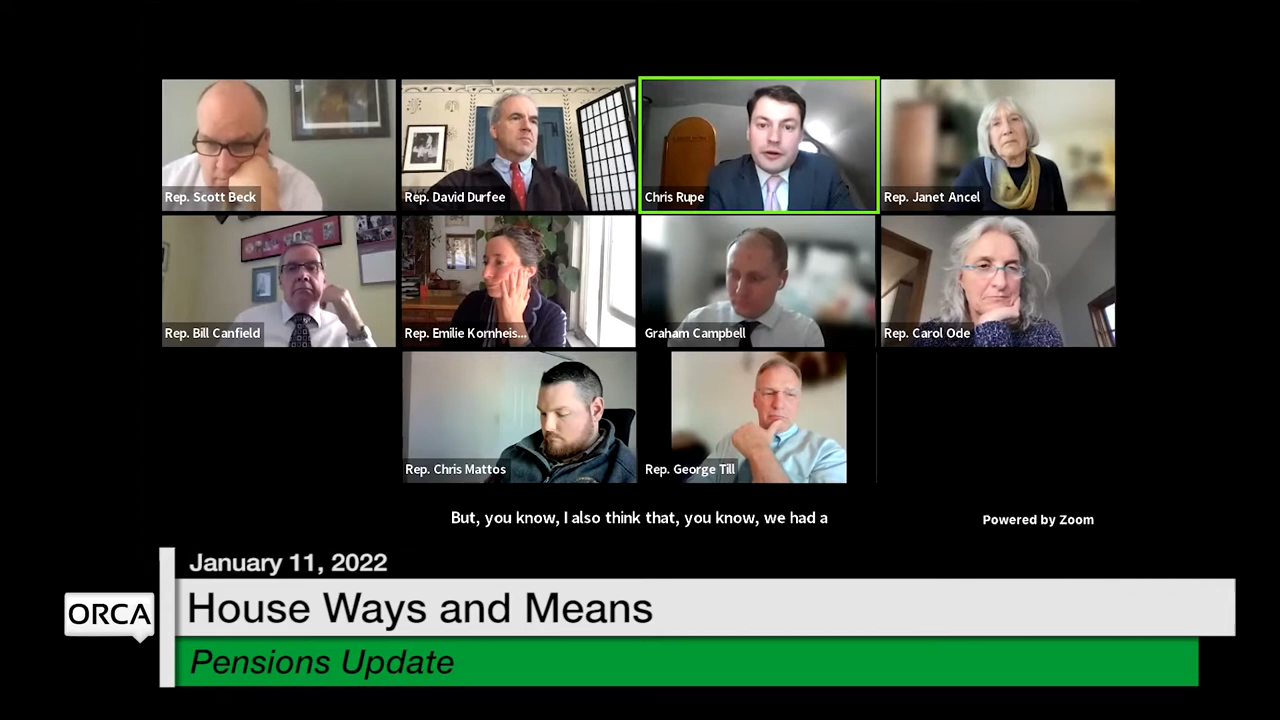 Rep. Scott Beck
Rep. David Durfee
Chris Rupe
Rep. Janet Ancel
Rep. Bill Canfield
Rep. Emilie Kornheis...
Graham Campbell
Rep. Carol Ode
Rep. Chris Mattos
Rep. George Till
But, you know, I also think that, you know, we had a
Powered by Zoom
January 11, 2022
ORCA
House Ways and Means
Pensions Update